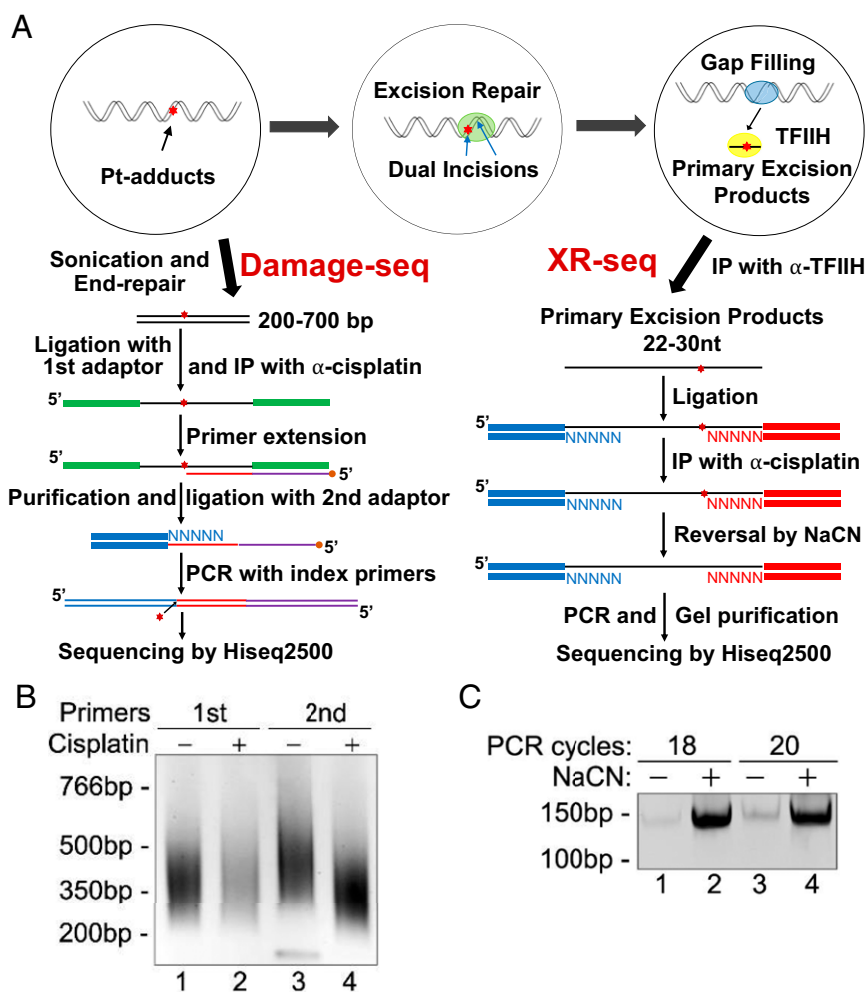 A
Pt-adducts
Excision Repair
Dual Incisions
Gap Filling
TFIIH
Primary Excision
Products
Sonication and
End-repair
Damage-seq
200-700 bp
Ligation with
1st adaptor
and IP with α-cisplatin
5’
Primer extension
5’
Purification and ligation with 2nd adaptor
NNNNN
5’
PCR with index primers
5’
5’
Sequencing by Hiseq2500
XR-seq
IP with α-TFIIH
Primary Excision Products
22-30nt
Ligation
5’
NNNNN
NNNNN
IP with α-cisplatin
5’
NNNNN
NNNNN
Reversal by NaCN
5’
NNNNN
NNNNN
PCR and Gel purification
Sequencing by Hiseq2500
B
Primers 1st 2nd
Cisplatin − + − +
766bp -
500bp -
350bp -
200bp -
1 2 3 4
C
PCR cycles: 18 20
NaCN: − + − +
150bp -
100bp -
1 2 3 4